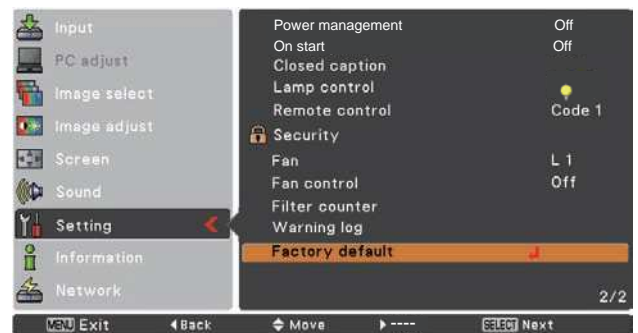 Input
PC adjust
Image select
Image adjust
Screen
Sound
Setting
Information
Network
Power management Off
On start Off
Closed caption
Lamp control
Remote control Code 1
Security
Fan L 1
Fan control Off
Filter counter
Warning log
Factory default
2/2
MENU Exit Back Move ---- SELECT Next